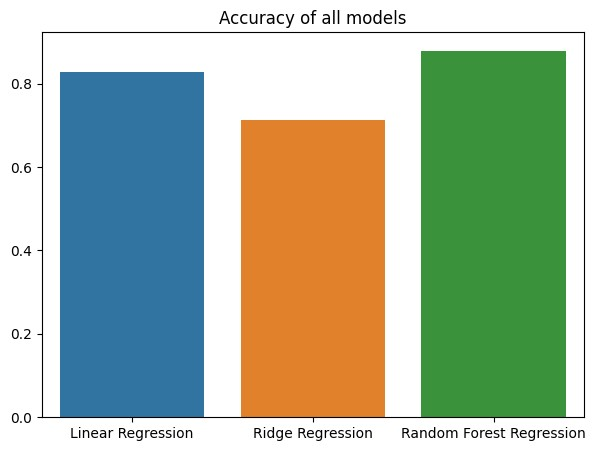 Accuracy of all models
0.8
0.6
0.4
0.2
0.0
Linear Regression
Ridge Regression
Random Forest Regression